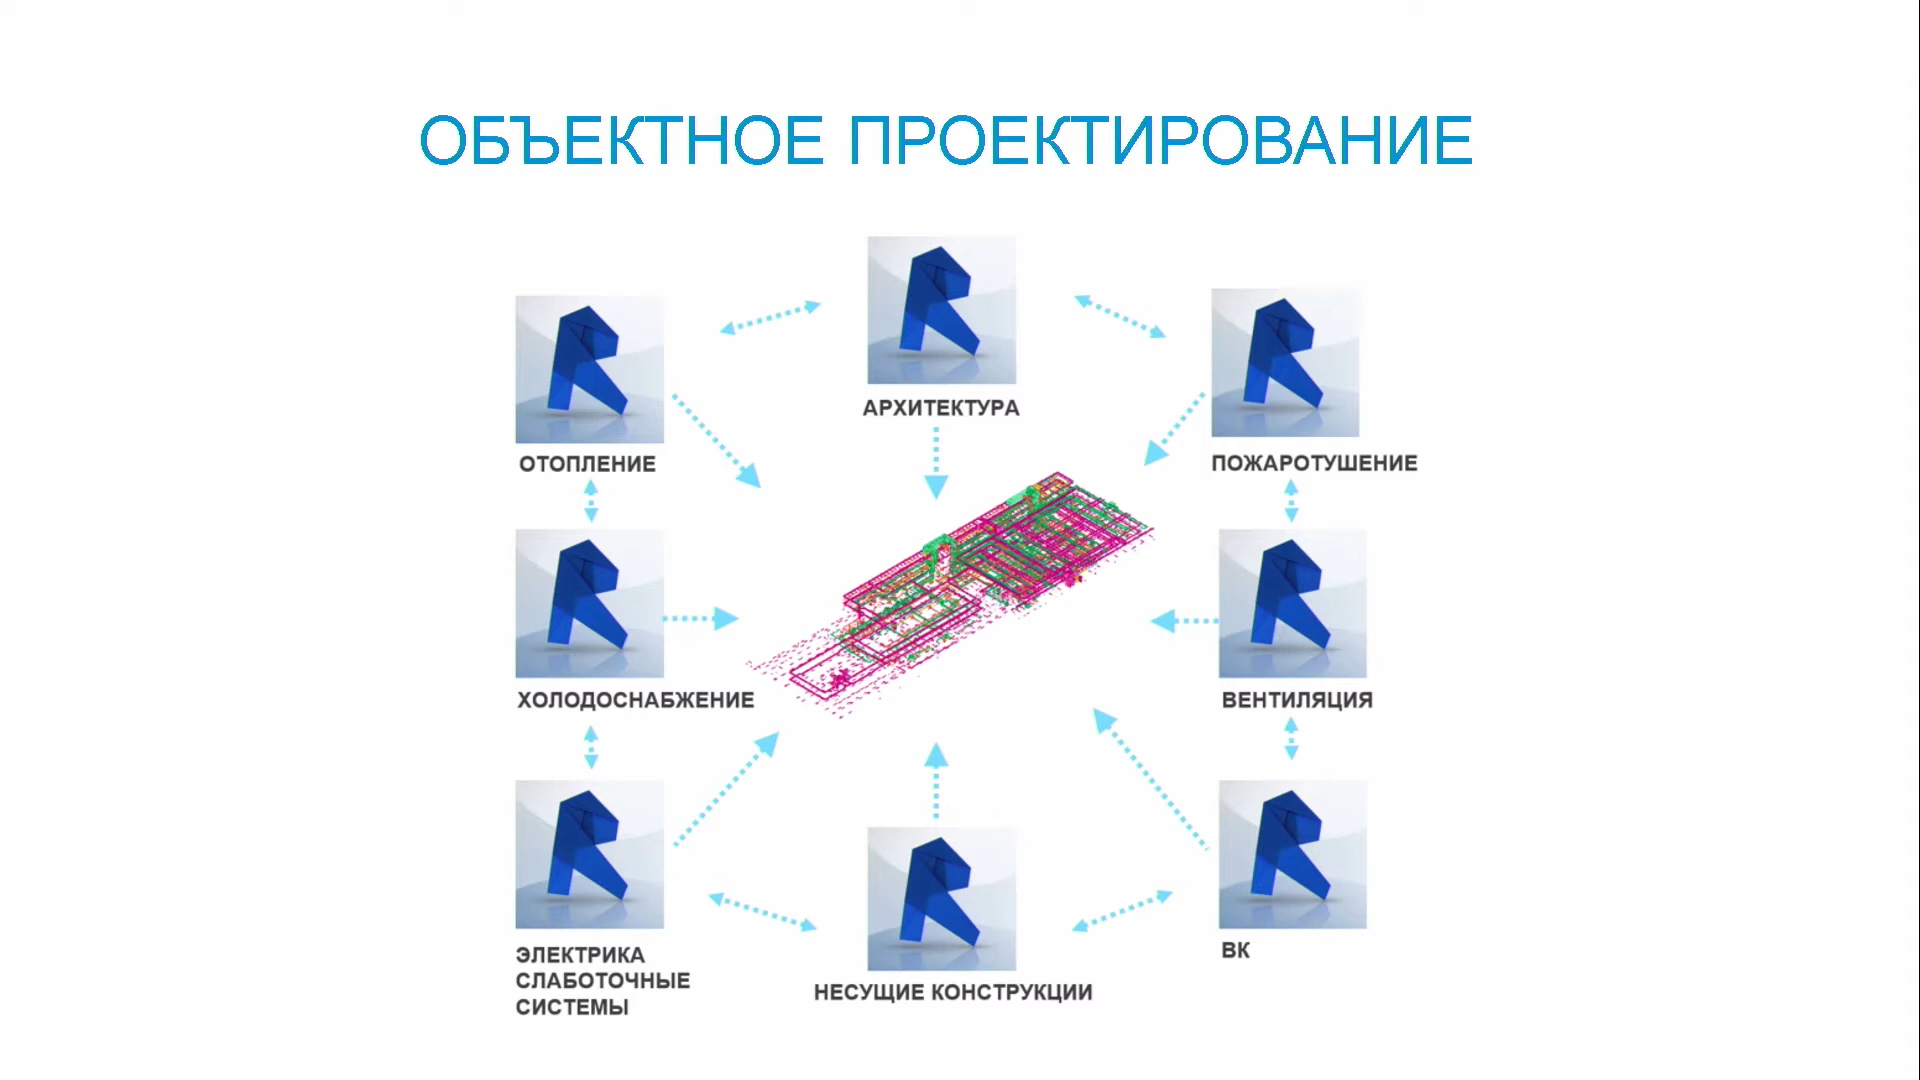 ОБЪЕКТНОЕ ПРОЕКТИРОВАНИЕ
АРХИТЕКТУРА
ОТОПЛЕНИЕ
ПОЖАРОТУШЕНИЕ
ХОЛОДОСНАБЖЕНИЕ
ВЕНТИЛЯЦИЯ
ЭЛЕКТРИКА
СЛАБОТОЧНЫЕ
СИСТЕМЫ
НЕСУЩИЕ КОНСТРУКЦИИ
ВК